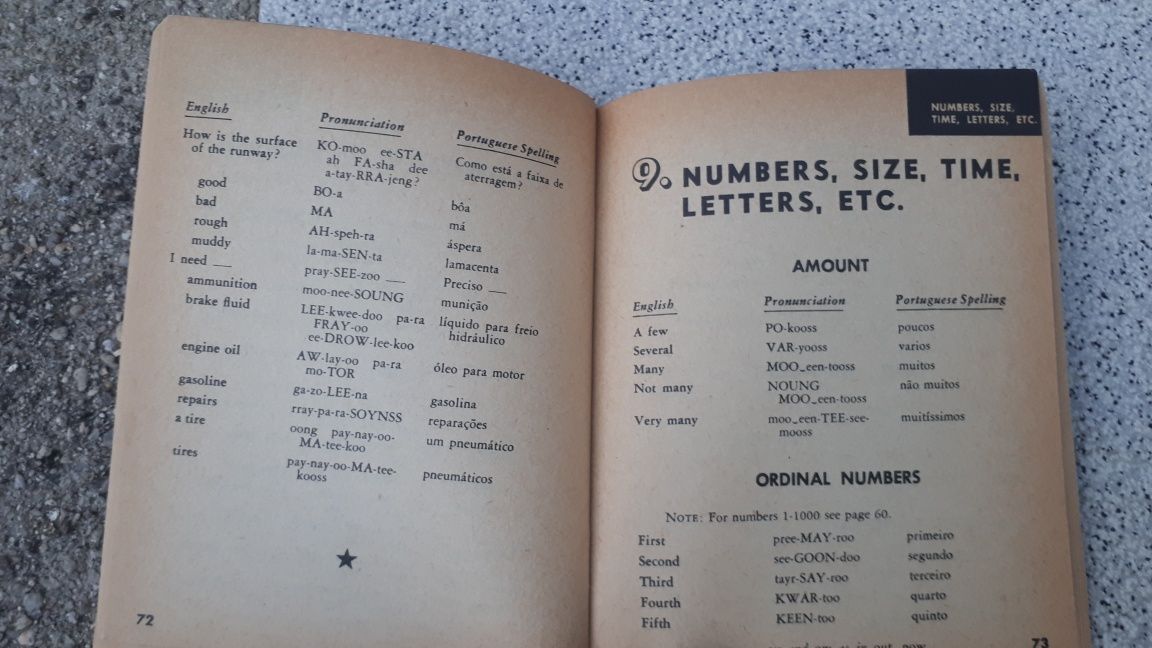 English Pronunciation Portuguese Spelling
How is the surface KO-moo ee-STA Como está a faixa de
of the runway? ah FA-sha dee aterragem?
a-tay-RRA-jeng?
good BO-a bôa
bad MA má
rough AH-speh-ra áspera
muddy la-ma-SEN-ta lamacenta
I need __ pray-SEE-zoo __ Preciso __
ammunition moo-nee-SOUNG munição
brake fluid LEE-kwee-doo pa-ra líquido para freio
FRAY-oo hidráulico
ee-DROW-lee-koo
engine oil AW-lay-oo pa-ra óleo para motor
mo-TOR
gasoline ga-zo-LEE-na gasolina
repairs rray-pa-ra-SOYNSS reparações
a tire oong pay-nay-oo- um pneumático
MA-tee-koo
tires pay-nay-oo-MA-tee- pneumáticos
kooss
72
NUMBERS, SIZE,
TIME, LETTERS, ETC.
9. NUMBERS, SIZE, TIME,
LETTERS, ETC.
AMOUNT
English Pronunciation Portuguese Spelling
A few PO-kooss poucos
Several VAR-yooss varios
Many MOO_een-tooss muitos
Not many NOUNG não muitos
MOO_een-tooss
Very many moo_een-TEE-see- muitíssimos
mooss
ORDINAL NUMBERS
NOTE: For numbers 1-1000 see page 60.
First pree-MAY-roo primeiro
Second see-GOON-doo segundo
Third tayr-SAY-roo terceiro
Fourth KWAR-too quarto
Fifth KEEN-too quinto
73